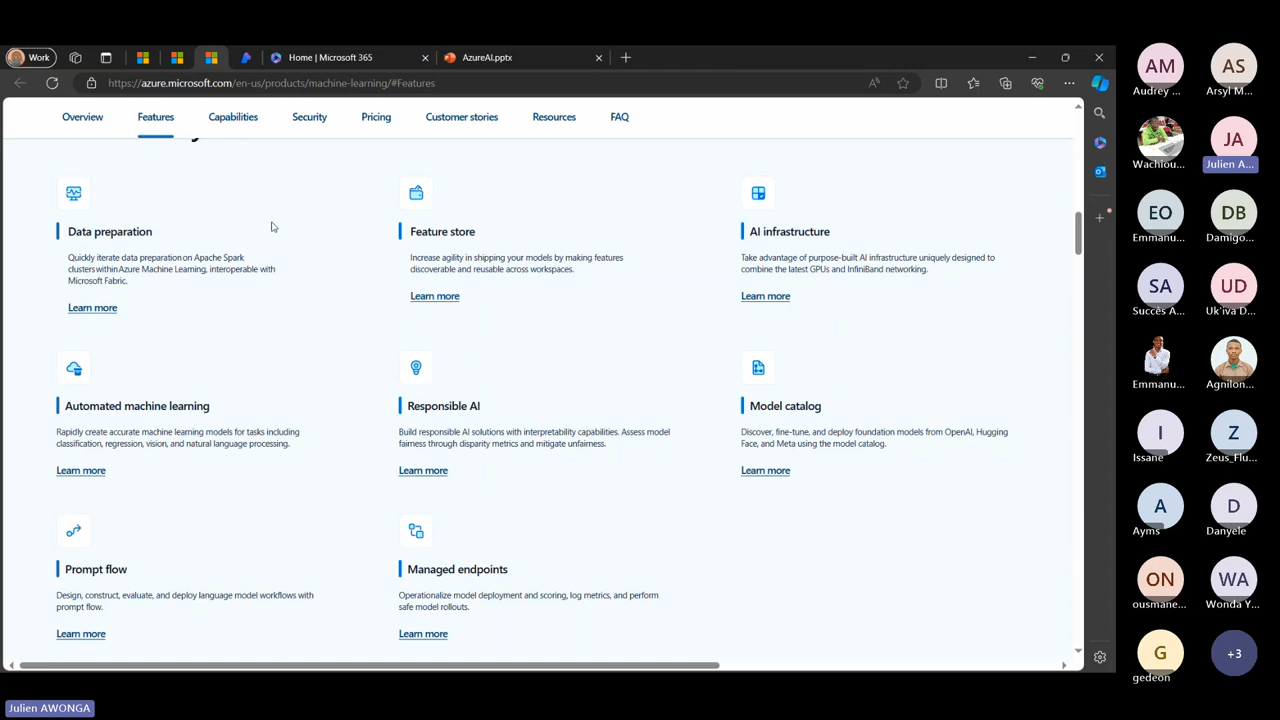 Work
Home | Microsoft 365
AzureAI.pptx
https://azure.microsoft.com/en-us/products/machine-learning/#Features
Overview
Features
Capabilities
Security
Pricing
Customer stories
Resources
FAQ
Data preparation
Quickly iterate data preparation on Apache Spark
clusters within Azure Machine Learning, interoperable with
Microsoft Fabric.
Learn more
Feature store
Increase agility in shipping your models by making features
discoverable and reusable across workspaces.
Learn more
AI infrastructure
Take advantage of purpose-built AI infrastructure uniquely designed to
combine the latest GPUs and InfiniBand networking.
Learn more
Automated machine learning
Rapidly create accurate machine learning models for tasks including
classification, regression, vision, and natural language processing.
Learn more
Responsible AI
Build responsible AI solutions with interpretability capabilities. Assess model
fairness through disparity metrics and mitigate unfairness.
Learn more
Model catalog
Discover, fine-tune, and deploy foundation models from OpenAI, Hugging
Face, and Meta using the model catalog.
Learn more
Prompt flow
Design, construct, evaluate, and deploy language model workflows with
prompt flow.
Learn more
Managed endpoints
Operationalize model deployment and scoring, log metrics, and perform
safe model rollouts.
Learn more
AM
Audrey ...
AS
Arsyl M...
Wachiou...
JA
Julien A...
EO
Emmanu...
DB
Damigo...
SA
Succès A...
UD
Uk'iva D...
Emmanu...
Agnilon...
I
Issane
Z
Zeus_Flu...
A
Ayms
D
Danyele
ON
ousmane...
WA
Wonda Y...
G
gedeon
+3
Julien AWONGA